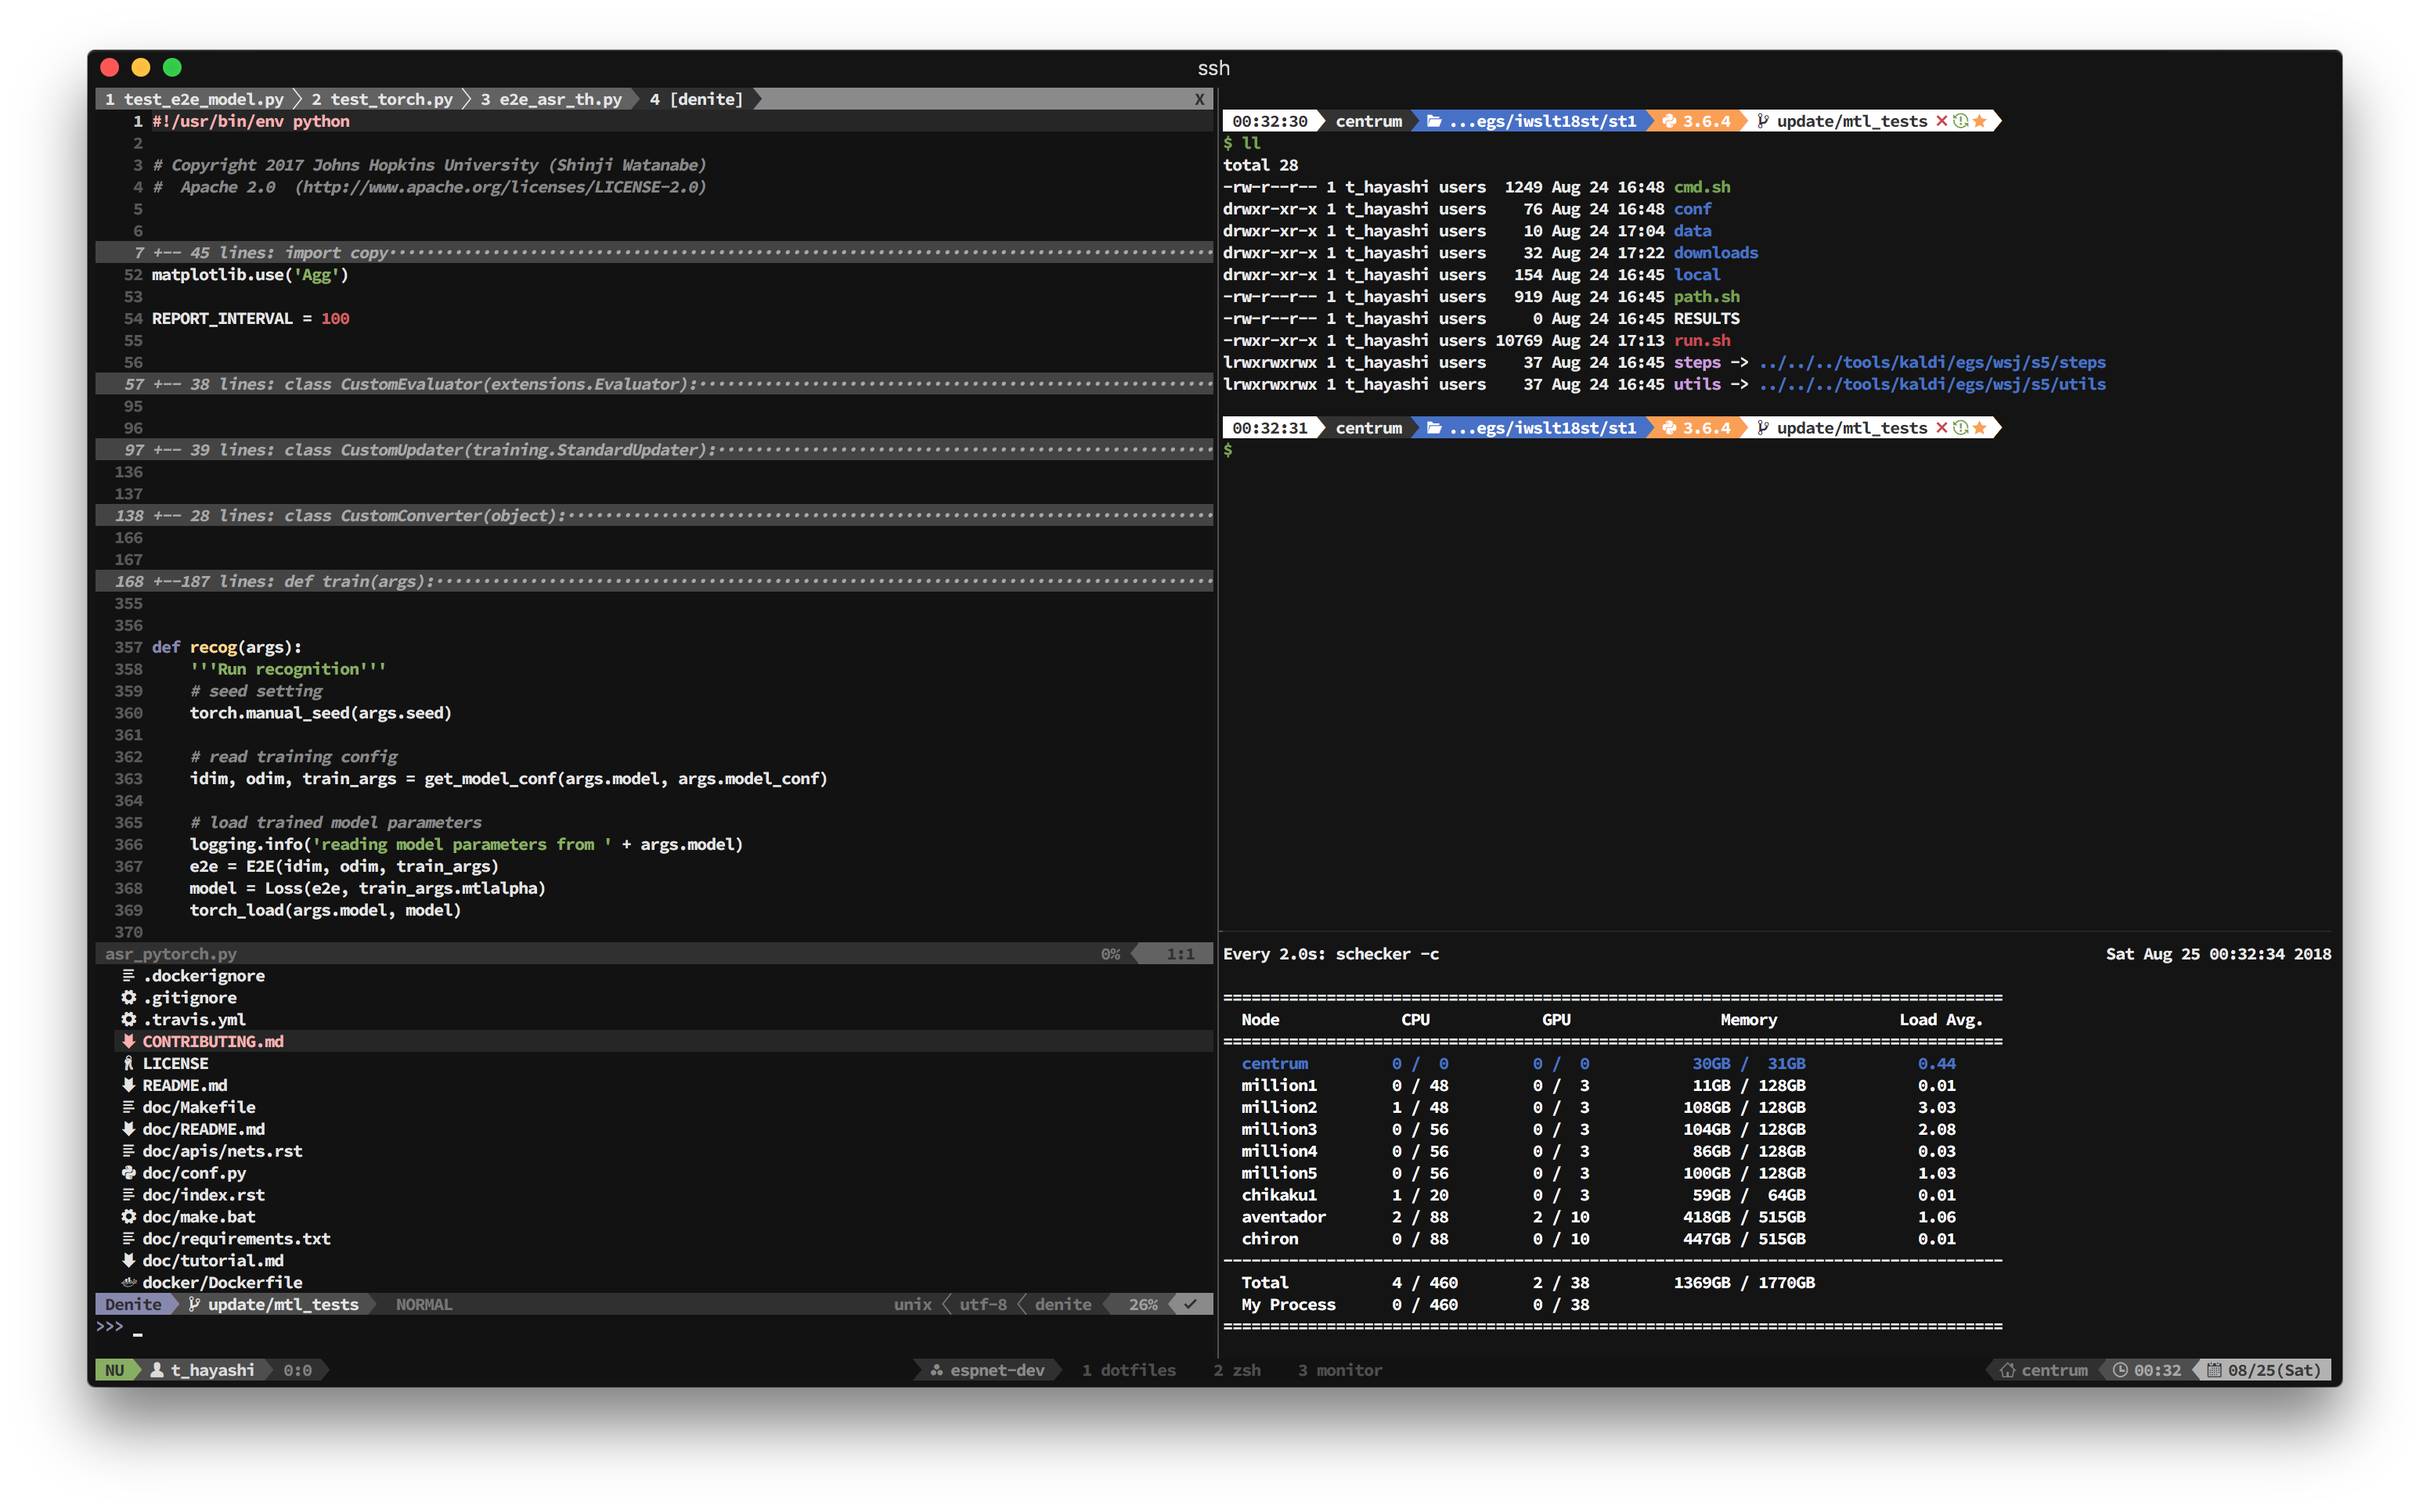 ssh
1 test_e2e_model.py 2 test_torch.py 3 e2e_asr_th.py 4 [denite] X
1 #!/usr/bin/env python
2
3 # Copyright 2017 Johns Hopkins University (Shinji Watanabe)
4 #  Apache 2.0  (http://www.apache.org/licenses/LICENSE-2.0)
5
6
7 +-- 45 lines: import copy
52 matplotlib.use('Agg')
53
54 REPORT_INTERVAL = 100
55
56
57 +-- 38 lines: class CustomEvaluator(extensions.Evaluator):
95
96
97 +-- 39 lines: class CustomUpdater(training.StandardUpdater):
136
137
138 +-- 28 lines: class CustomConverter(object):
166
167
168 +--187 lines: def train(args):
355
356
357 def recog(args):
358     '''Run recognition'''
359     # seed setting
360     torch.manual_seed(args.seed)
361
362     # read training config
363     idim, odim, train_args = get_model_conf(args.model, args.model_conf)
364
365     # load trained model parameters
366     logging.info('reading model parameters from ' + args.model)
367     e2e = E2E(idim, odim, train_args)
368     model = Loss(e2e, train_args.mtlalpha)
369     torch_load(args.model, model)
370
asr_pytorch.py 0% 1:1
.dockerignore
.gitignore
.travis.yml
CONTRIBUTING.md
LICENSE
README.md
doc/Makefile
doc/README.md
doc/apis/nets.rst
doc/conf.py
doc/index.rst
doc/make.bat
doc/requirements.txt
doc/tutorial.md
docker/Dockerfile
Denite update/mtl_tests NORMAL unix utf-8 denite 26% ✓
>>> _
00:32:30 centrum ...egs/iwslt18st/st1 3.6.4 update/mtl_tests
$ ll
total 28
-rw-r--r-- 1 t_hayashi users  1249 Aug 24 16:48 cmd.sh
drwxr-xr-x 1 t_hayashi users    76 Aug 24 16:48 conf
drwxr-xr-x 1 t_hayashi users    10 Aug 24 17:04 data
drwxr-xr-x 1 t_hayashi users    32 Aug 24 17:22 downloads
drwxr-xr-x 1 t_hayashi users   154 Aug 24 16:45 local
-rw-r--r-- 1 t_hayashi users   919 Aug 24 16:45 path.sh
-rw-r--r-- 1 t_hayashi users     0 Aug 24 16:45 RESULTS
-rwxr-xr-x 1 t_hayashi users 10769 Aug 24 17:13 run.sh
lrwxrwxrwx 1 t_hayashi users    37 Aug 24 16:45 steps -> ../../../tools/kaldi/egs/wsj/s5/steps
lrwxrwxrwx 1 t_hayashi users    37 Aug 24 16:45 utils -> ../../../tools/kaldi/egs/wsj/s5/utils
00:32:31 centrum ...egs/iwslt18st/st1 3.6.4 update/mtl_tests
$
Every 2.0s: schecker -c Sat Aug 25 00:32:34 2018
===================================================================================
Node CPU GPU Memory Load Avg.
===================================================================================
centrum 0 / 0 0 / 0 30GB / 31GB 0.44
million1 0 / 48 0 / 3 11GB / 128GB 0.01
million2 1 / 48 0 / 3 108GB / 128GB 3.03
million3 0 / 56 0 / 3 104GB / 128GB 2.08
million4 0 / 56 0 / 3 86GB / 128GB 0.03
million5 0 / 56 0 / 3 100GB / 128GB 1.03
chikaku1 1 / 20 0 / 3 59GB / 64GB 0.01
aventador 2 / 88 2 / 10 418GB / 515GB 1.06
chiron 0 / 88 0 / 10 447GB / 515GB 0.01
-----------------------------------------------------------------------------------
Total 4 / 460 2 / 38 1369GB / 1770GB
My Process 0 / 460 0 / 38
===================================================================================
NU t_hayashi 0:0 espnet-dev 1 dotfiles 2 zsh 3 monitor centrum 00:32 08/25(Sat)